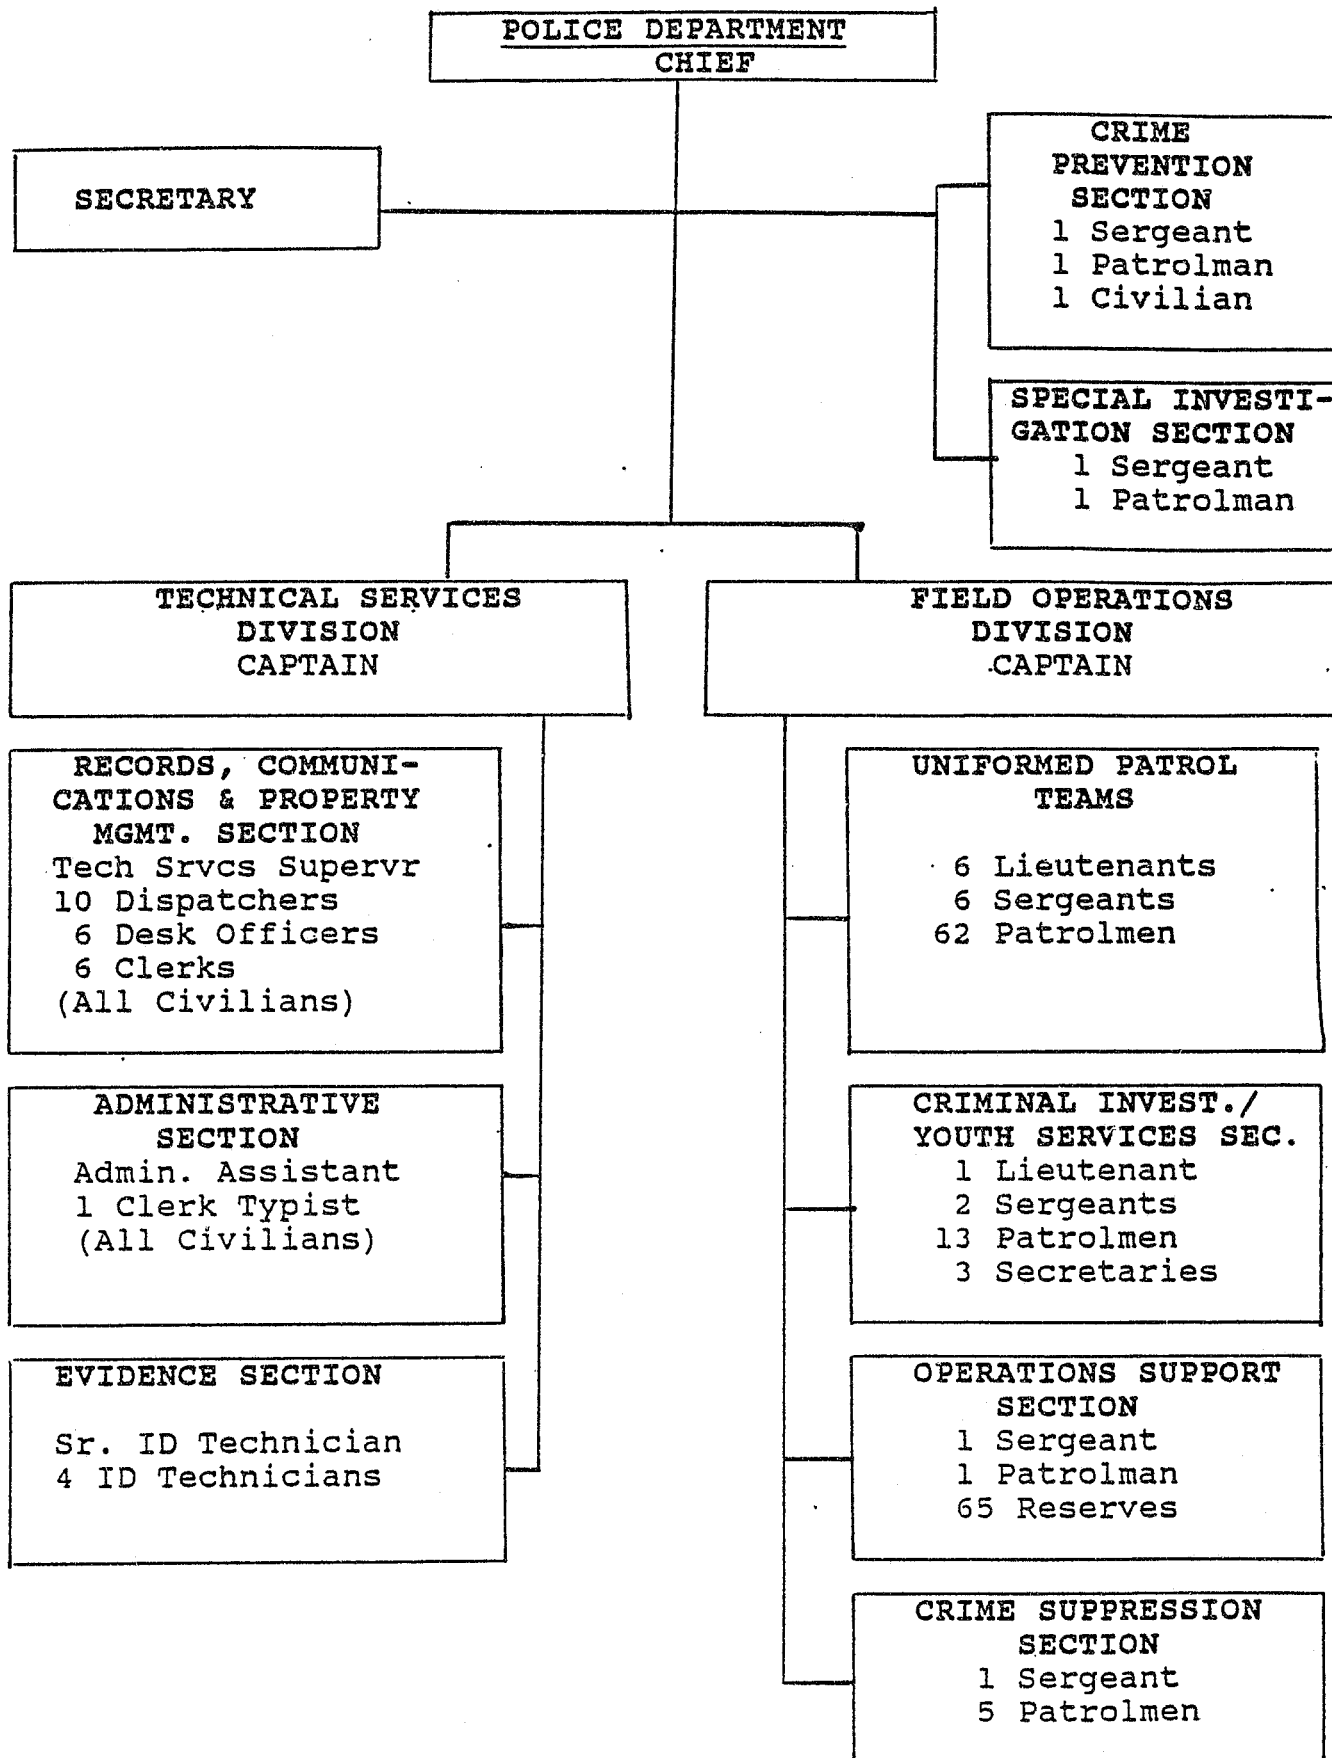 POLICE DEPARTMENT
CHIEF
SECRETARY
CRIME
PREVENTION
SECTION
1 Sergeant
1 Patrolman
1 Civilian
SPECIAL INVESTI-
GATION SECTION
1 Sergeant
1 Patrolman
TECHNICAL SERVICES
DIVISION
CAPTAIN
FIELD OPERATIONS
DIVISION
CAPTAIN
RECORDS, COMMUNI-
CATIONS & PROPERTY
MGMT. SECTION
Tech Srvcs Supervr
10 Dispatchers
6 Desk Officers
6 Clerks
(All Civilians)
UNIFORMED PATROL
TEAMS
6 Lieutenants
6 Sergeants
62 Patrolmen
ADMINISTRATIVE
SECTION
Admin. Assistant
1 Clerk Typist
(All Civilians)
CRIMINAL INVEST./
YOUTH SERVICES SEC.
1 Lieutenant
2 Sergeants
13 Patrolmen
3 Secretaries
EVIDENCE SECTION
Sr. ID Technician
4 ID Technicians
OPERATIONS SUPPORT
SECTION
1 Sergeant
1 Patrolman
65 Reserves
CRIME SUPPRESSION
SECTION
1 Sergeant
5 Patrolmen